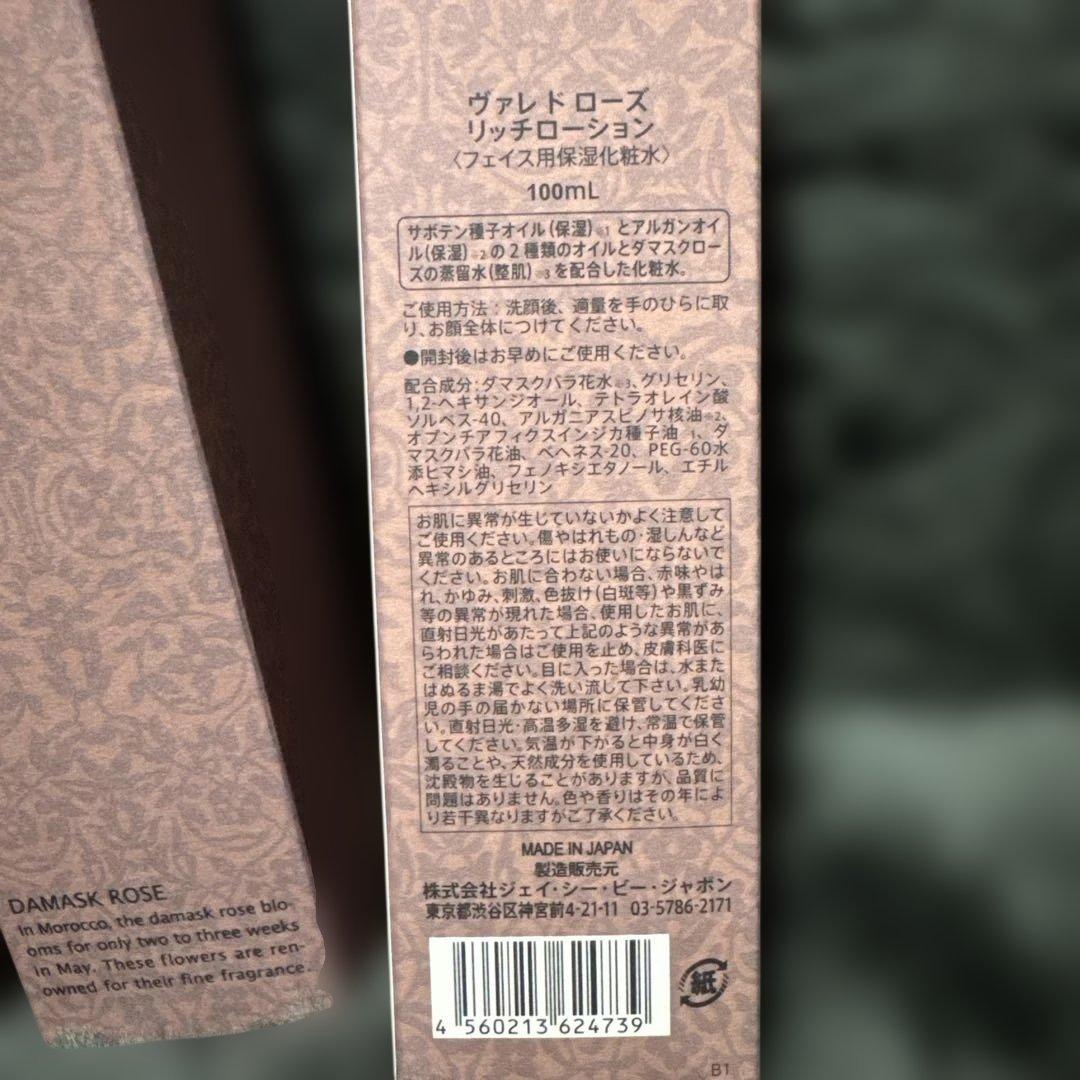 ヴァレド ローズ
リッチローション
〈フェイス用保湿化粧水〉
100mL
サボテン種子オイル(保湿)※1 とアルガンオイ
ル(保湿)※2 の2種類のオイルとダマスクロー
ズの蒸留水(整肌)※3 を配合した化粧水。
ご使用方法：洗顔後、適量を手のひらに取
り、お顔全体につけてください。
●開封後はお早めにご使用ください。
配合成分：ダマスクバラ花水※3、グリセリン、
1,2-ヘキサンジオール、テトラオレイン酸
ソルベス-40、アルガニアスピノサ核油※2、
オプンチアフィクスインジカ種子油※1、ダ
マスクバラ花油、ベヘネス-20、PEG-60水
添ヒマシ油、フェノキシエタノール、エチル
ヘキシルグリセリン
お肌に異常が生じていないかよく注意して
ご使用ください。傷やはれもの・湿しんなど
異常のあるところにはお使いにならないで
ください。お肌に合わない場合、赤味やは
れ、かゆみ、刺激、色抜け(白斑等)や黒ずみ
等の異常が現れた場合、使用したお肌に、
直射日光があたって上記のような異常があ
らわれた場合はご使用を止め、皮膚科医に
ご相談ください。目に入った場合は、水また
はぬるま湯でよく洗い流して下さい。乳幼
児の手の届かない場所に保管してくださ
い。直射日光・高温多湿を避け、常温で保管
してください。気温が下がると中身が白く
濁ることや、天然成分を使用しているため、
沈殿物を生じることがありますが、品質に
問題はありません。色や香りはその年によ
り若干異なりますがご了承ください。
MADE IN JAPAN
製造販売元
株式会社ジェイ・シー・ビー・ジャポン
東京都渋谷区神宮前4-21-11 03-5786-2171
4 560213 624739
紙
B1
DAMASK ROSE
In Morocco, the damask rose blo-
oms for only two to three weeks
in May. These flowers are ren-
owned for their fine fragrance.